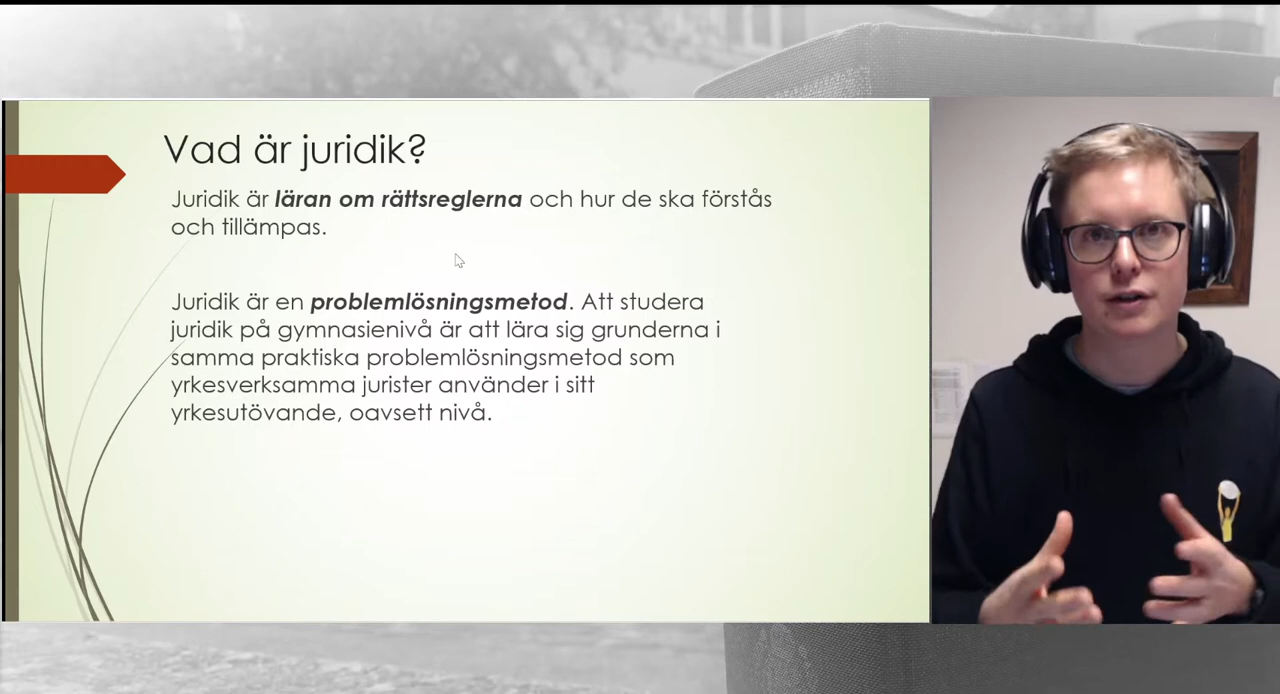 Vad är juridik?
Juridik är läran om rättsreglerna och hur de ska förstås
och tillämpas.
Juridik är en problemlösningsmetod. Att studera
juridik på gymnasienivå är att lära sig grunderna i
samma praktiska problemlösningsmetod som
yrkesverksamma jurister använder i sitt
yrkesutövande, oavsett nivå.